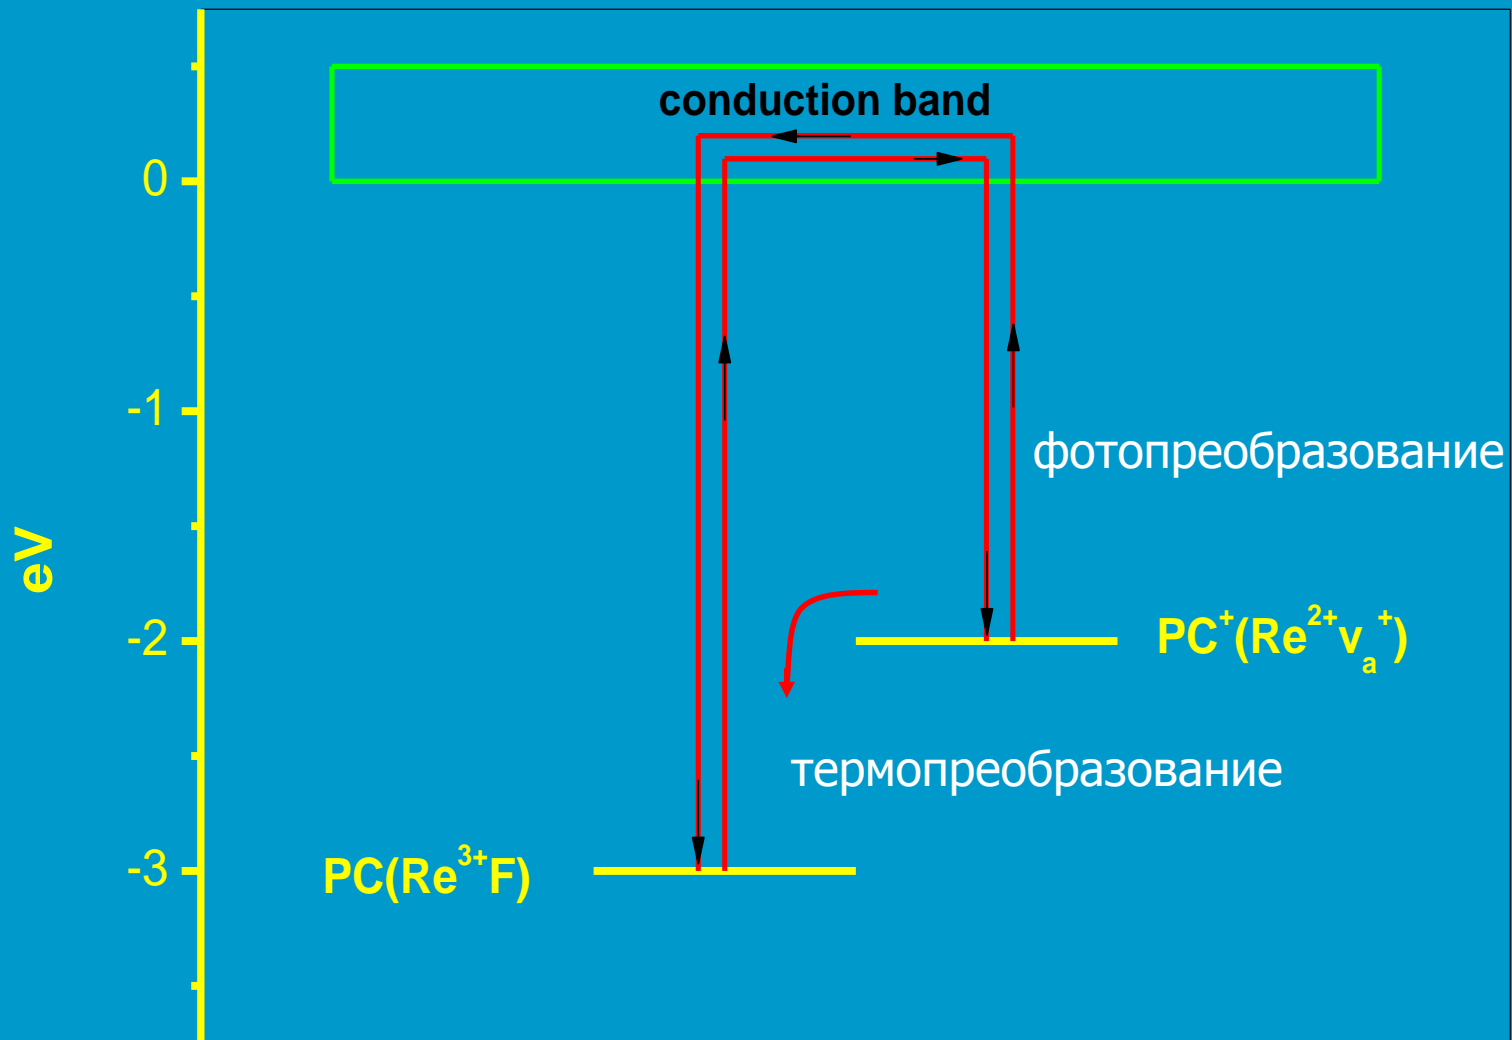 conduction band
0
-1
фотопреобразование
eV
-2
PC⁺(Re²⁺vₐ⁺)
термопреобразование
-3
PC(Re³⁺F)